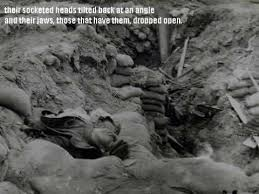 their socketed heads tilted back at an angle
and their jaws, those that have them, dropped open.